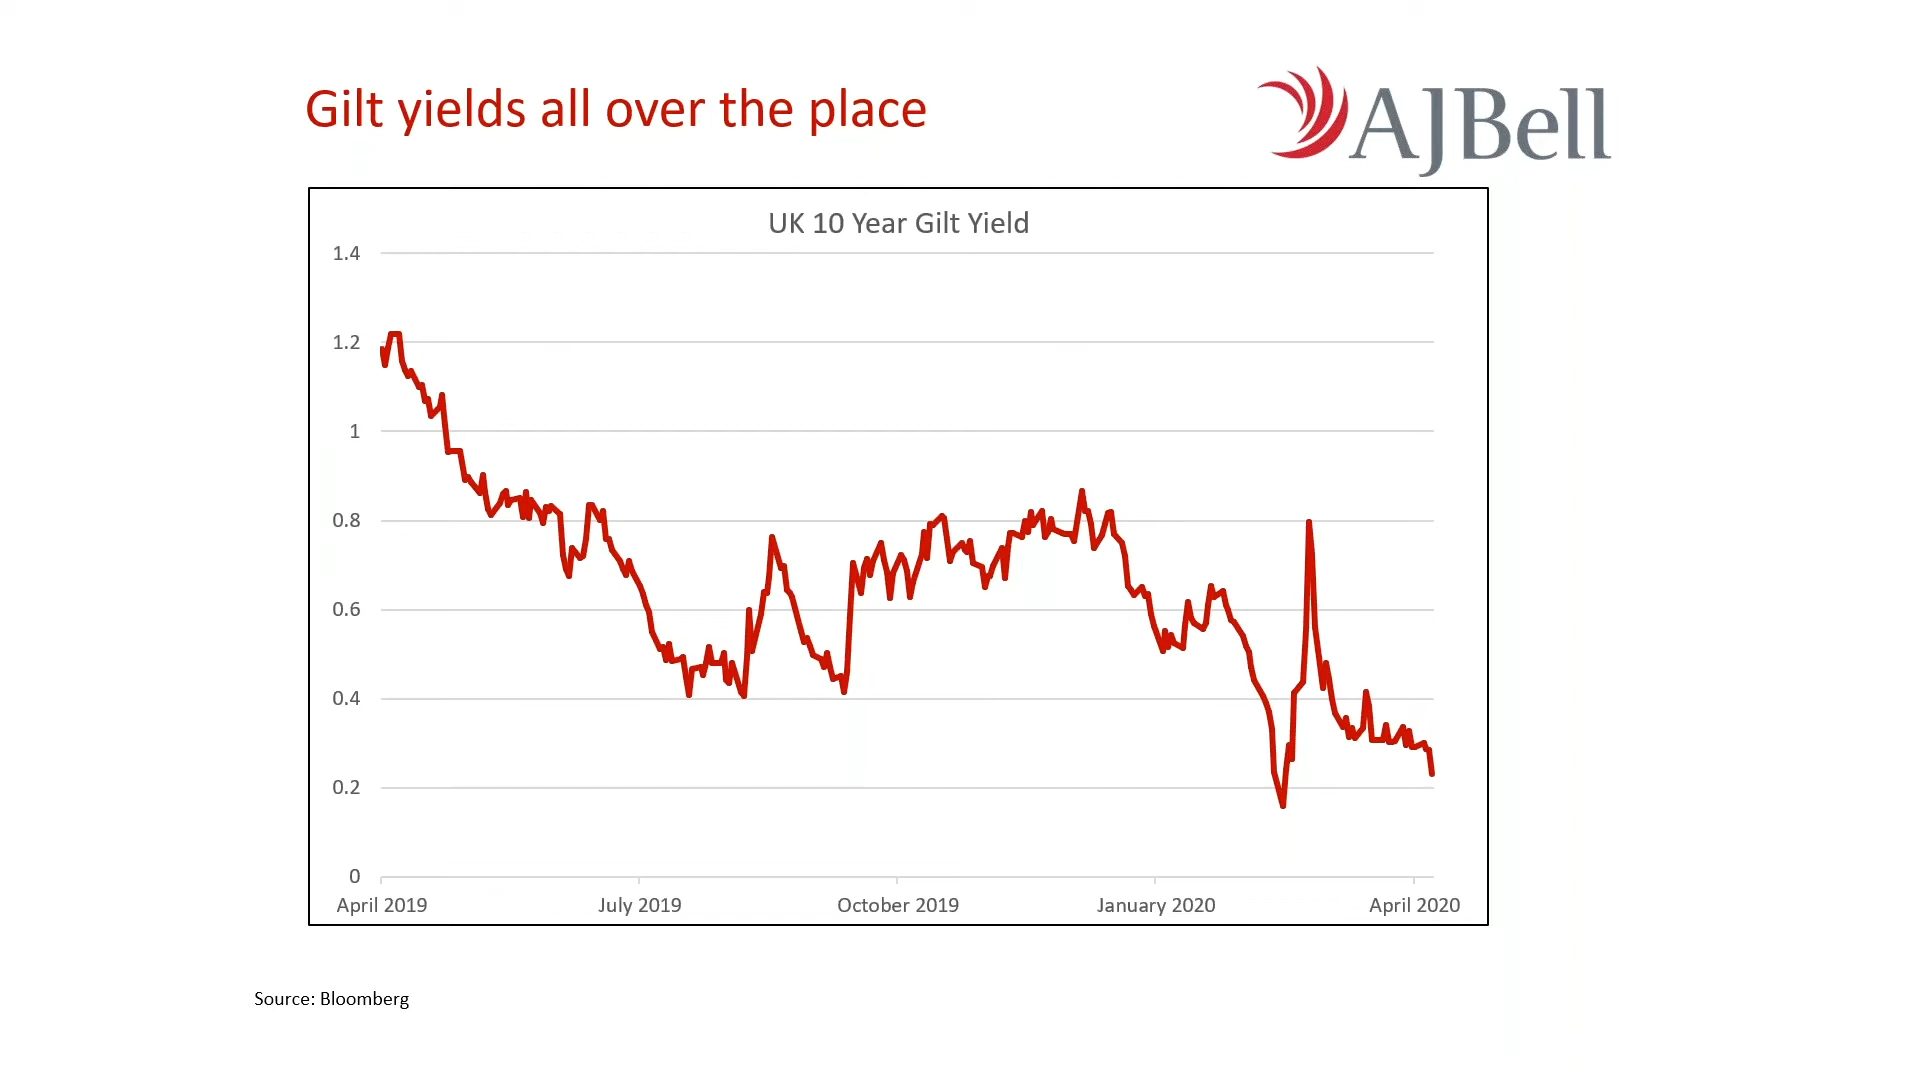 Gilt yields all over the place
AJBell
UK 10 Year Gilt Yield
1.4
1.2
1
0.8
0.6
0.4
0.2
0
April 2019 July 2019 October 2019 January 2020 April 2020
Source: Bloomberg